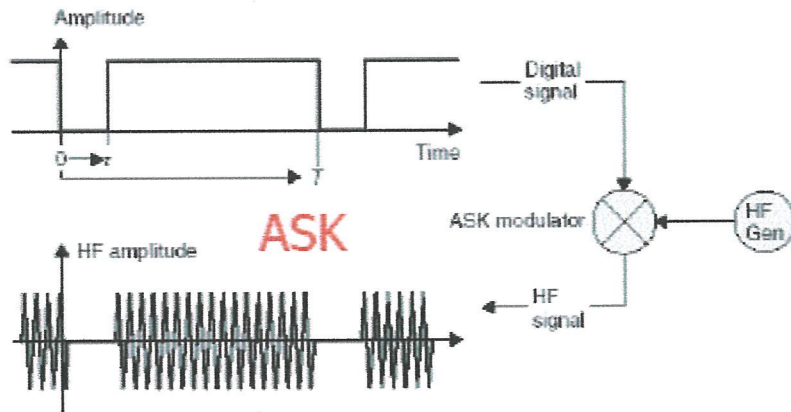 Amplitude
Digital
signal
0
τ
Time
T
ASK
ASK modulator
HF
Gen
HF amplitude
HF
signal